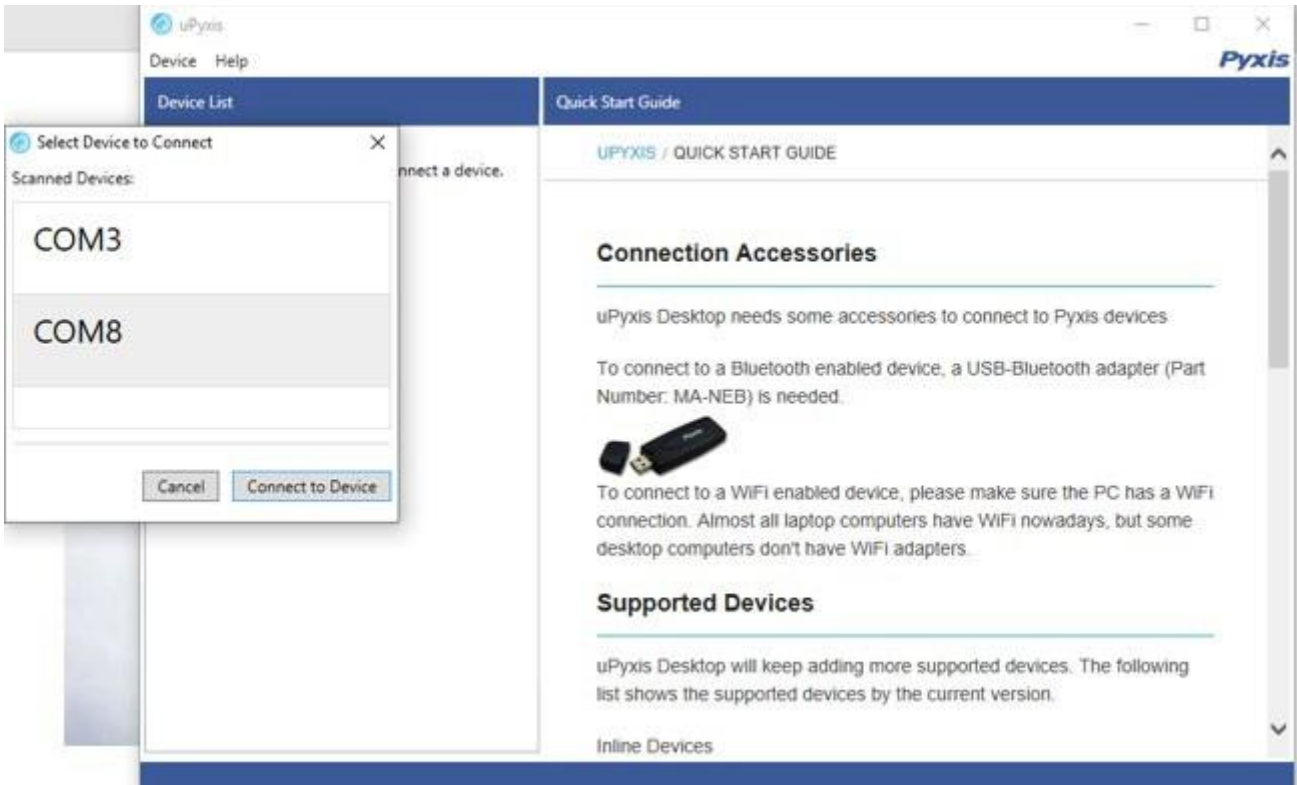 uPyxis
Device Help
Pyxis
Device List
Quick Start Guide
Select Device to Connect
Scanned Devices:
COM3
COM8
Cancel
Connect to Device
nnect a device.
UPYXIS / QUICK START GUIDE
Connection Accessories
uPyxis Desktop needs some accessories to connect to Pyxis devices
To connect to a Bluetooth enabled device, a USB-Bluetooth adapter (Part
Number: MA-NEB) is needed.
To connect to a WiFi enabled device, please make sure the PC has a WiFi
connection. Almost all laptop computers have WiFi nowadays, but some
desktop computers don't have WiFi adapters.
Supported Devices
uPyxis Desktop will keep adding more supported devices. The following
list shows the supported devices by the current version.
Inline Devices